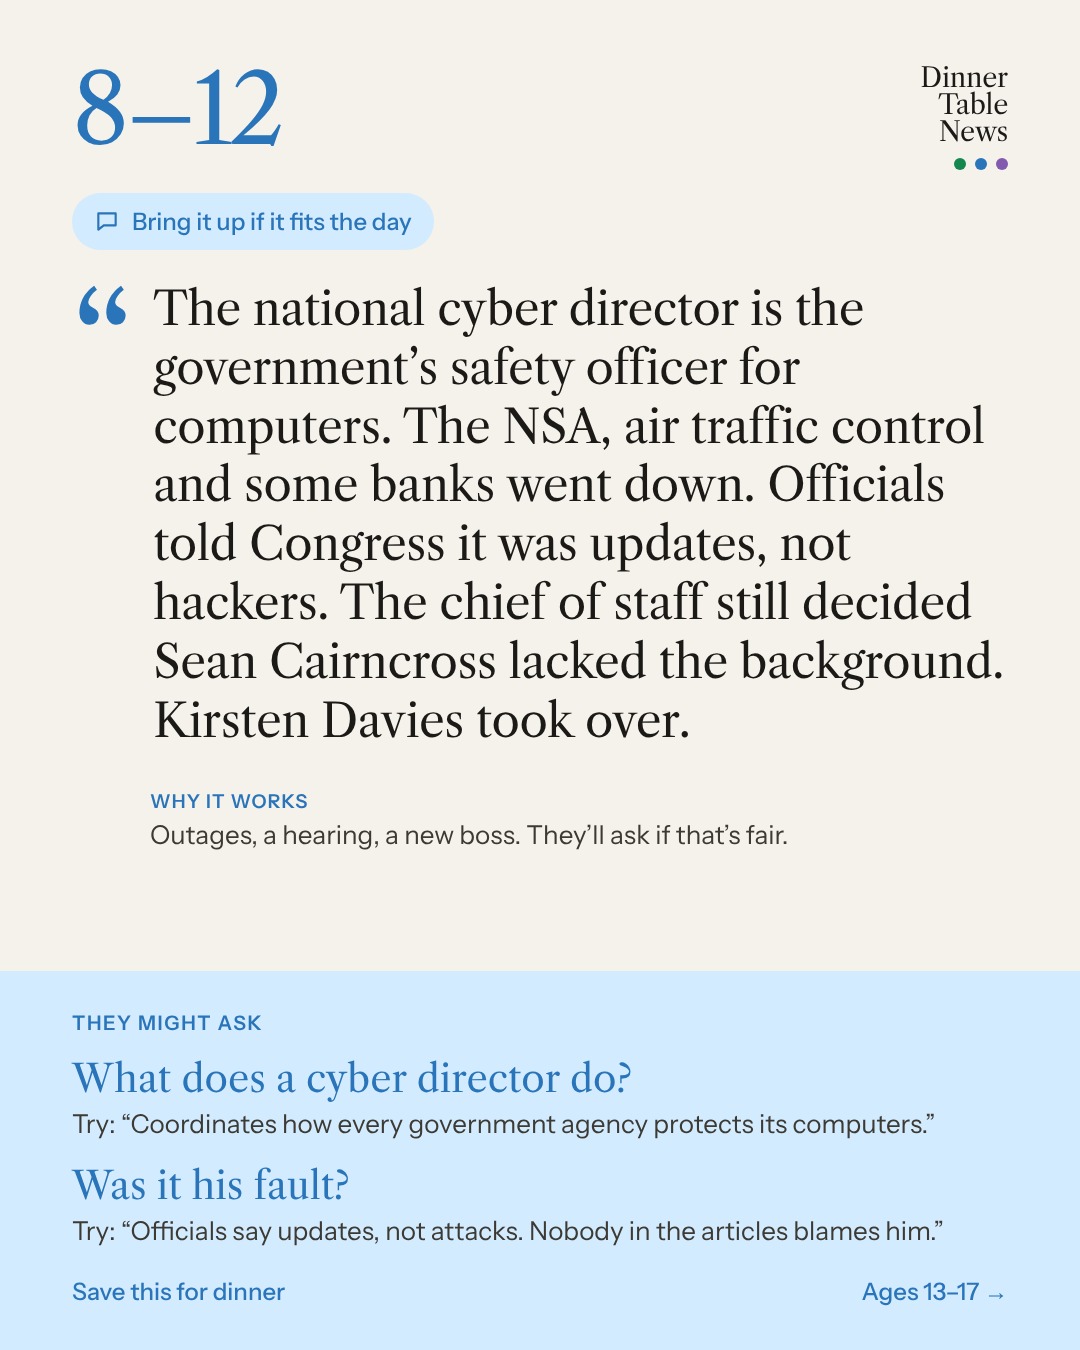 8–12
Dinner
Table
News
Bring it up if it fits the day
“ The national cyber director is the
government’s safety officer for
computers. The NSA, air traffic control
and some banks went down. Officials
told Congress it was updates, not
hackers. The chief of staff still decided
Sean Cairncross lacked the background.
Kirsten Davies took over.
WHY IT WORKS
Outages, a hearing, a new boss. They’ll ask if that’s fair.
THEY MIGHT ASK
What does a cyber director do?
Try: “Coordinates how every government agency protects its computers.”
Was it his fault?
Try: “Officials say updates, not attacks. Nobody in the articles blames him.”
Save this for dinner
Ages 13–17 →